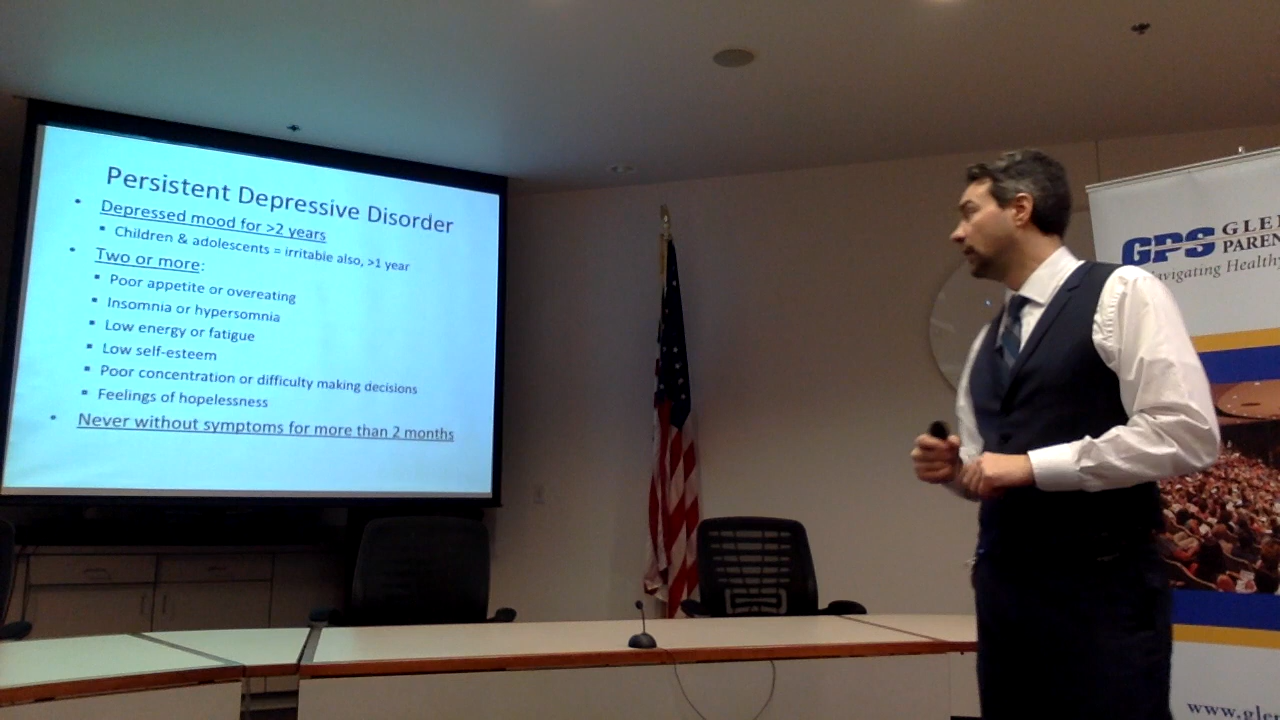 Persistent Depressive Disorder
• Depressed mood for >2 years
▪ Children & adolescents = irritable also, >1 year
• Two or more:
▪ Poor appetite or overeating
▪ Insomnia or hypersomnia
▪ Low energy or fatigue
▪ Low self-esteem
▪ Poor concentration or difficulty making decisions
▪ Feelings of hopelessness
• Never without symptoms for more than 2 months
GPS
Healthy